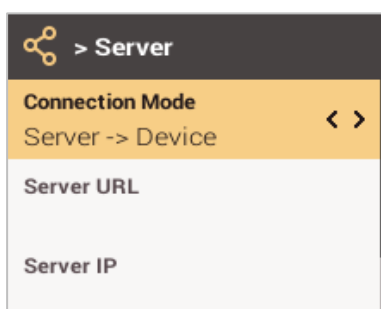 > Server
Connection Mode
Server -> Device
Server URL
Server IP